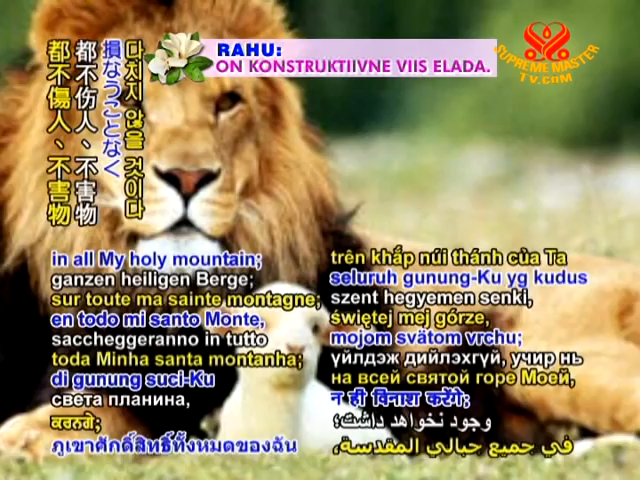 RAHU:
ON KONSTRUKTIIVNE VIIS ELADA.
SUPREME MASTER
TV.COM
다치지 않을 것이다
損なうことなく
都不伤人、不害物
都不傷人、不害物
in all My holy mountain;
ganzen heiligen Berge;
sur toute ma sainte montagne;
en todo mi santo Monte,
saccheggeranno in tutto
toda Minha santa montanha;
di gunung suci-Ku
света планина,
ਕਰਨਗੇ;
ภูเขาศักดิ์สิทธิ์ทั้งหมดของฉัน
trên khắp núi thánh của Ta
seluruh gunung-Ku yg kudus
szent hegyemen senki,
świętej mej górze,
mojom svätom vrchu;
үйлдэж дийлэхгүй, учир нь
на всей святой горе Моей,
न ही विनाश करेंगे;
وجود نخواهد داشت؛
في جميع جبالي المقدسة،